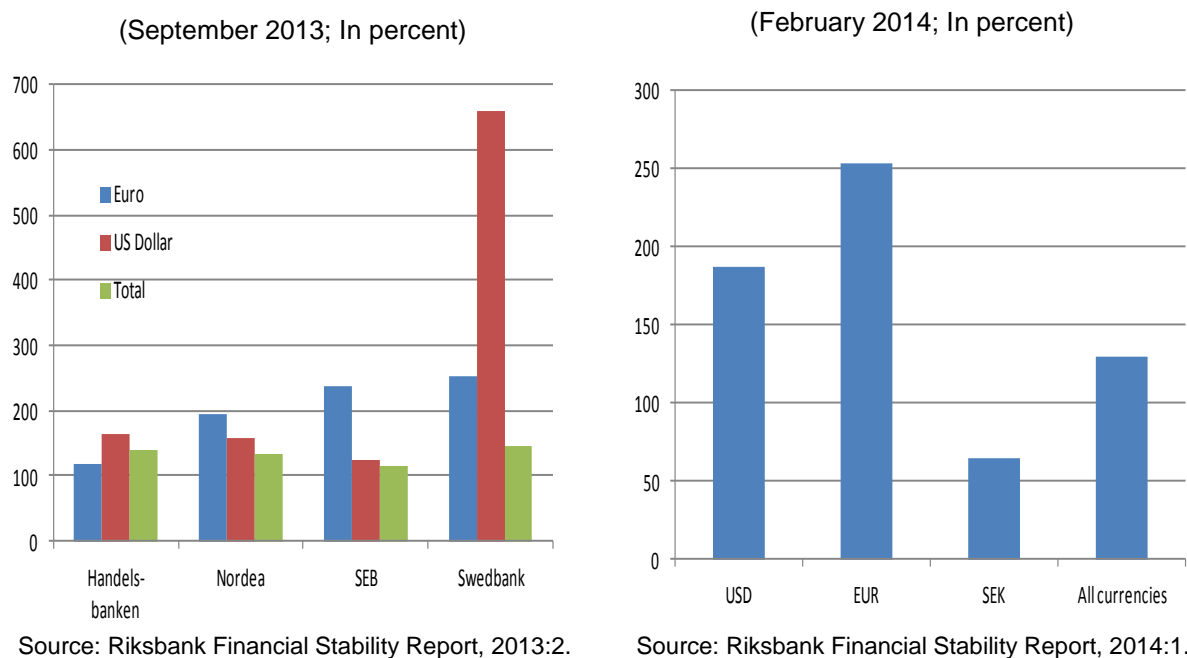 (September 2013; In percent)
700
600
500
400
300
200
100
0
Euro
US Dollar
Total
Handels-
banken
Nordea
SEB
Swedbank
Source: Riksbank Financial Stability Report, 2013:2.
(February 2014; In percent)
300
250
200
150
100
50
0
USD
EUR
SEK
All currencies
Source: Riksbank Financial Stability Report, 2014:1.